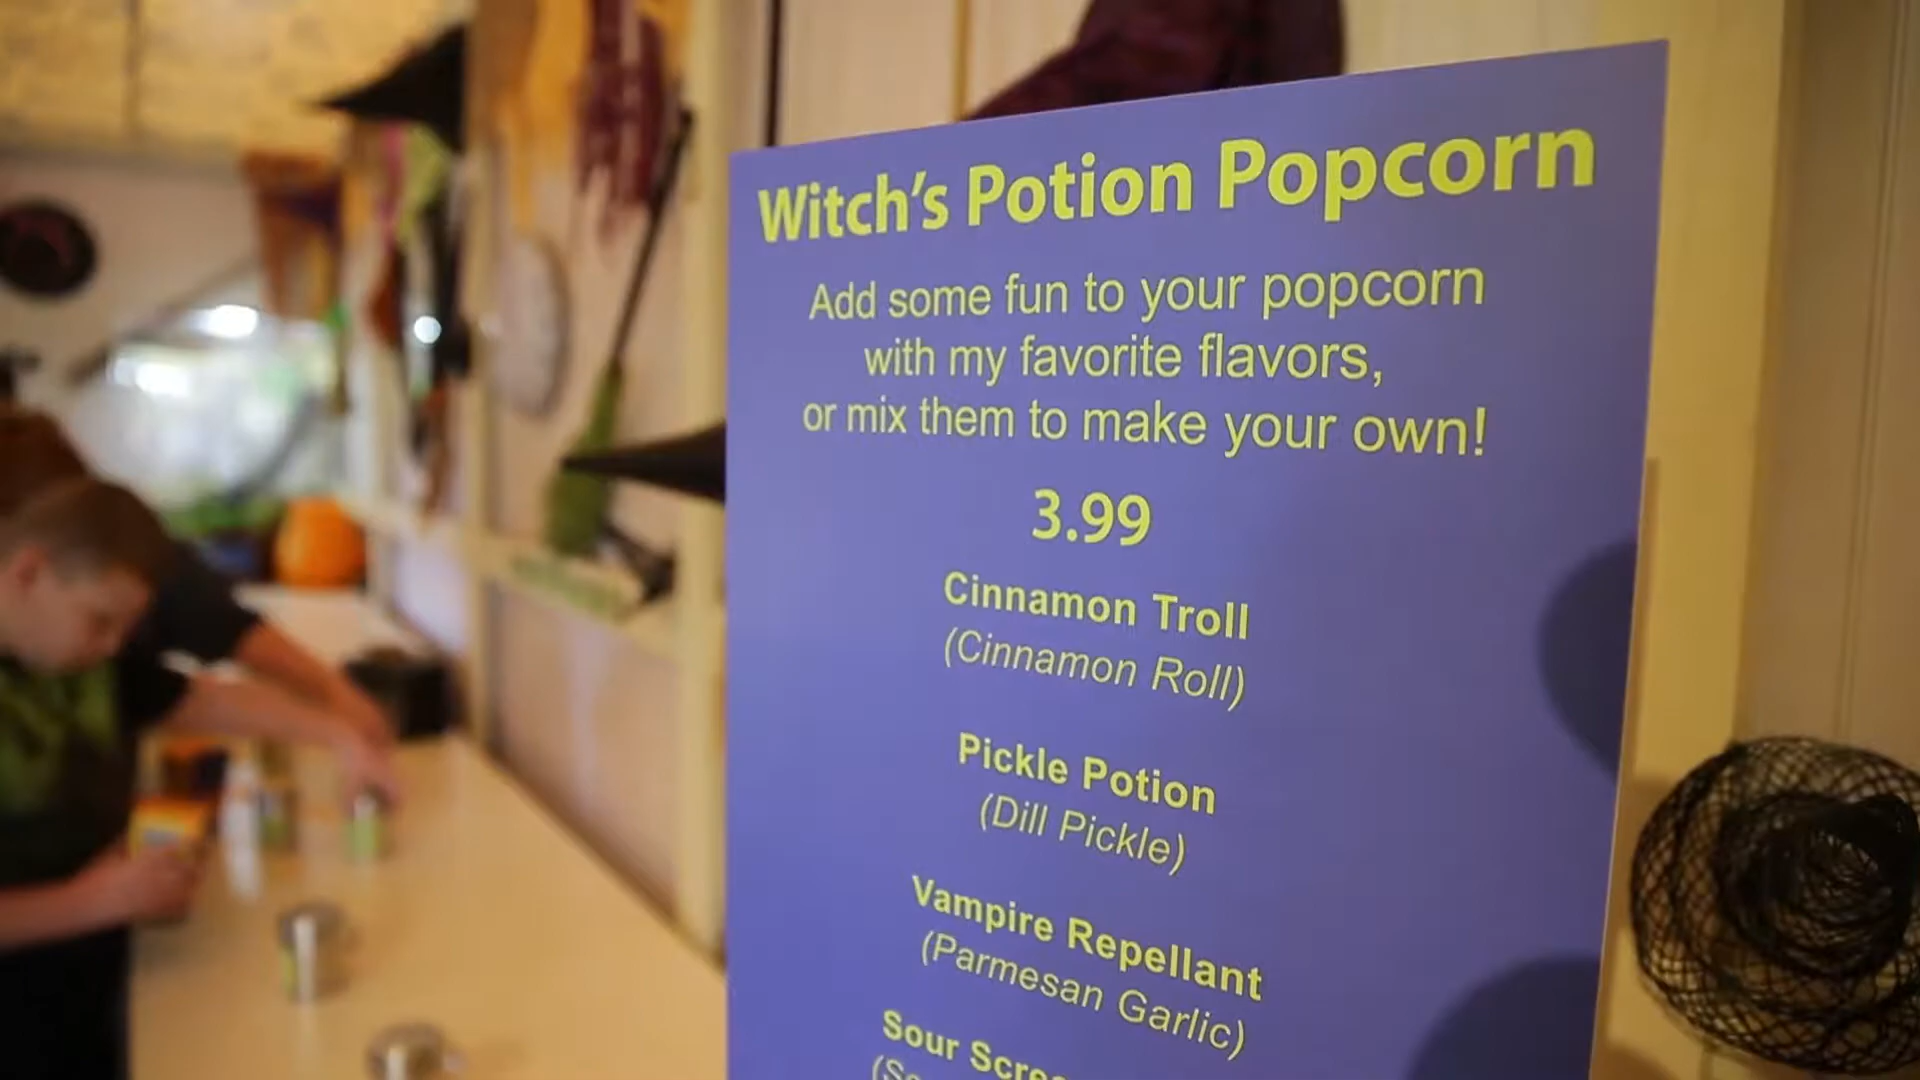 Witch's Potion Popcorn
Add some fun to your popcorn
with my favorite flavors,
or mix them to make your own!
3.99
Cinnamon Troll
(Cinnamon Roll)
Pickle Potion
(Dill Pickle)
Vampire Repellant
(Parmesan Garlic)
Sour